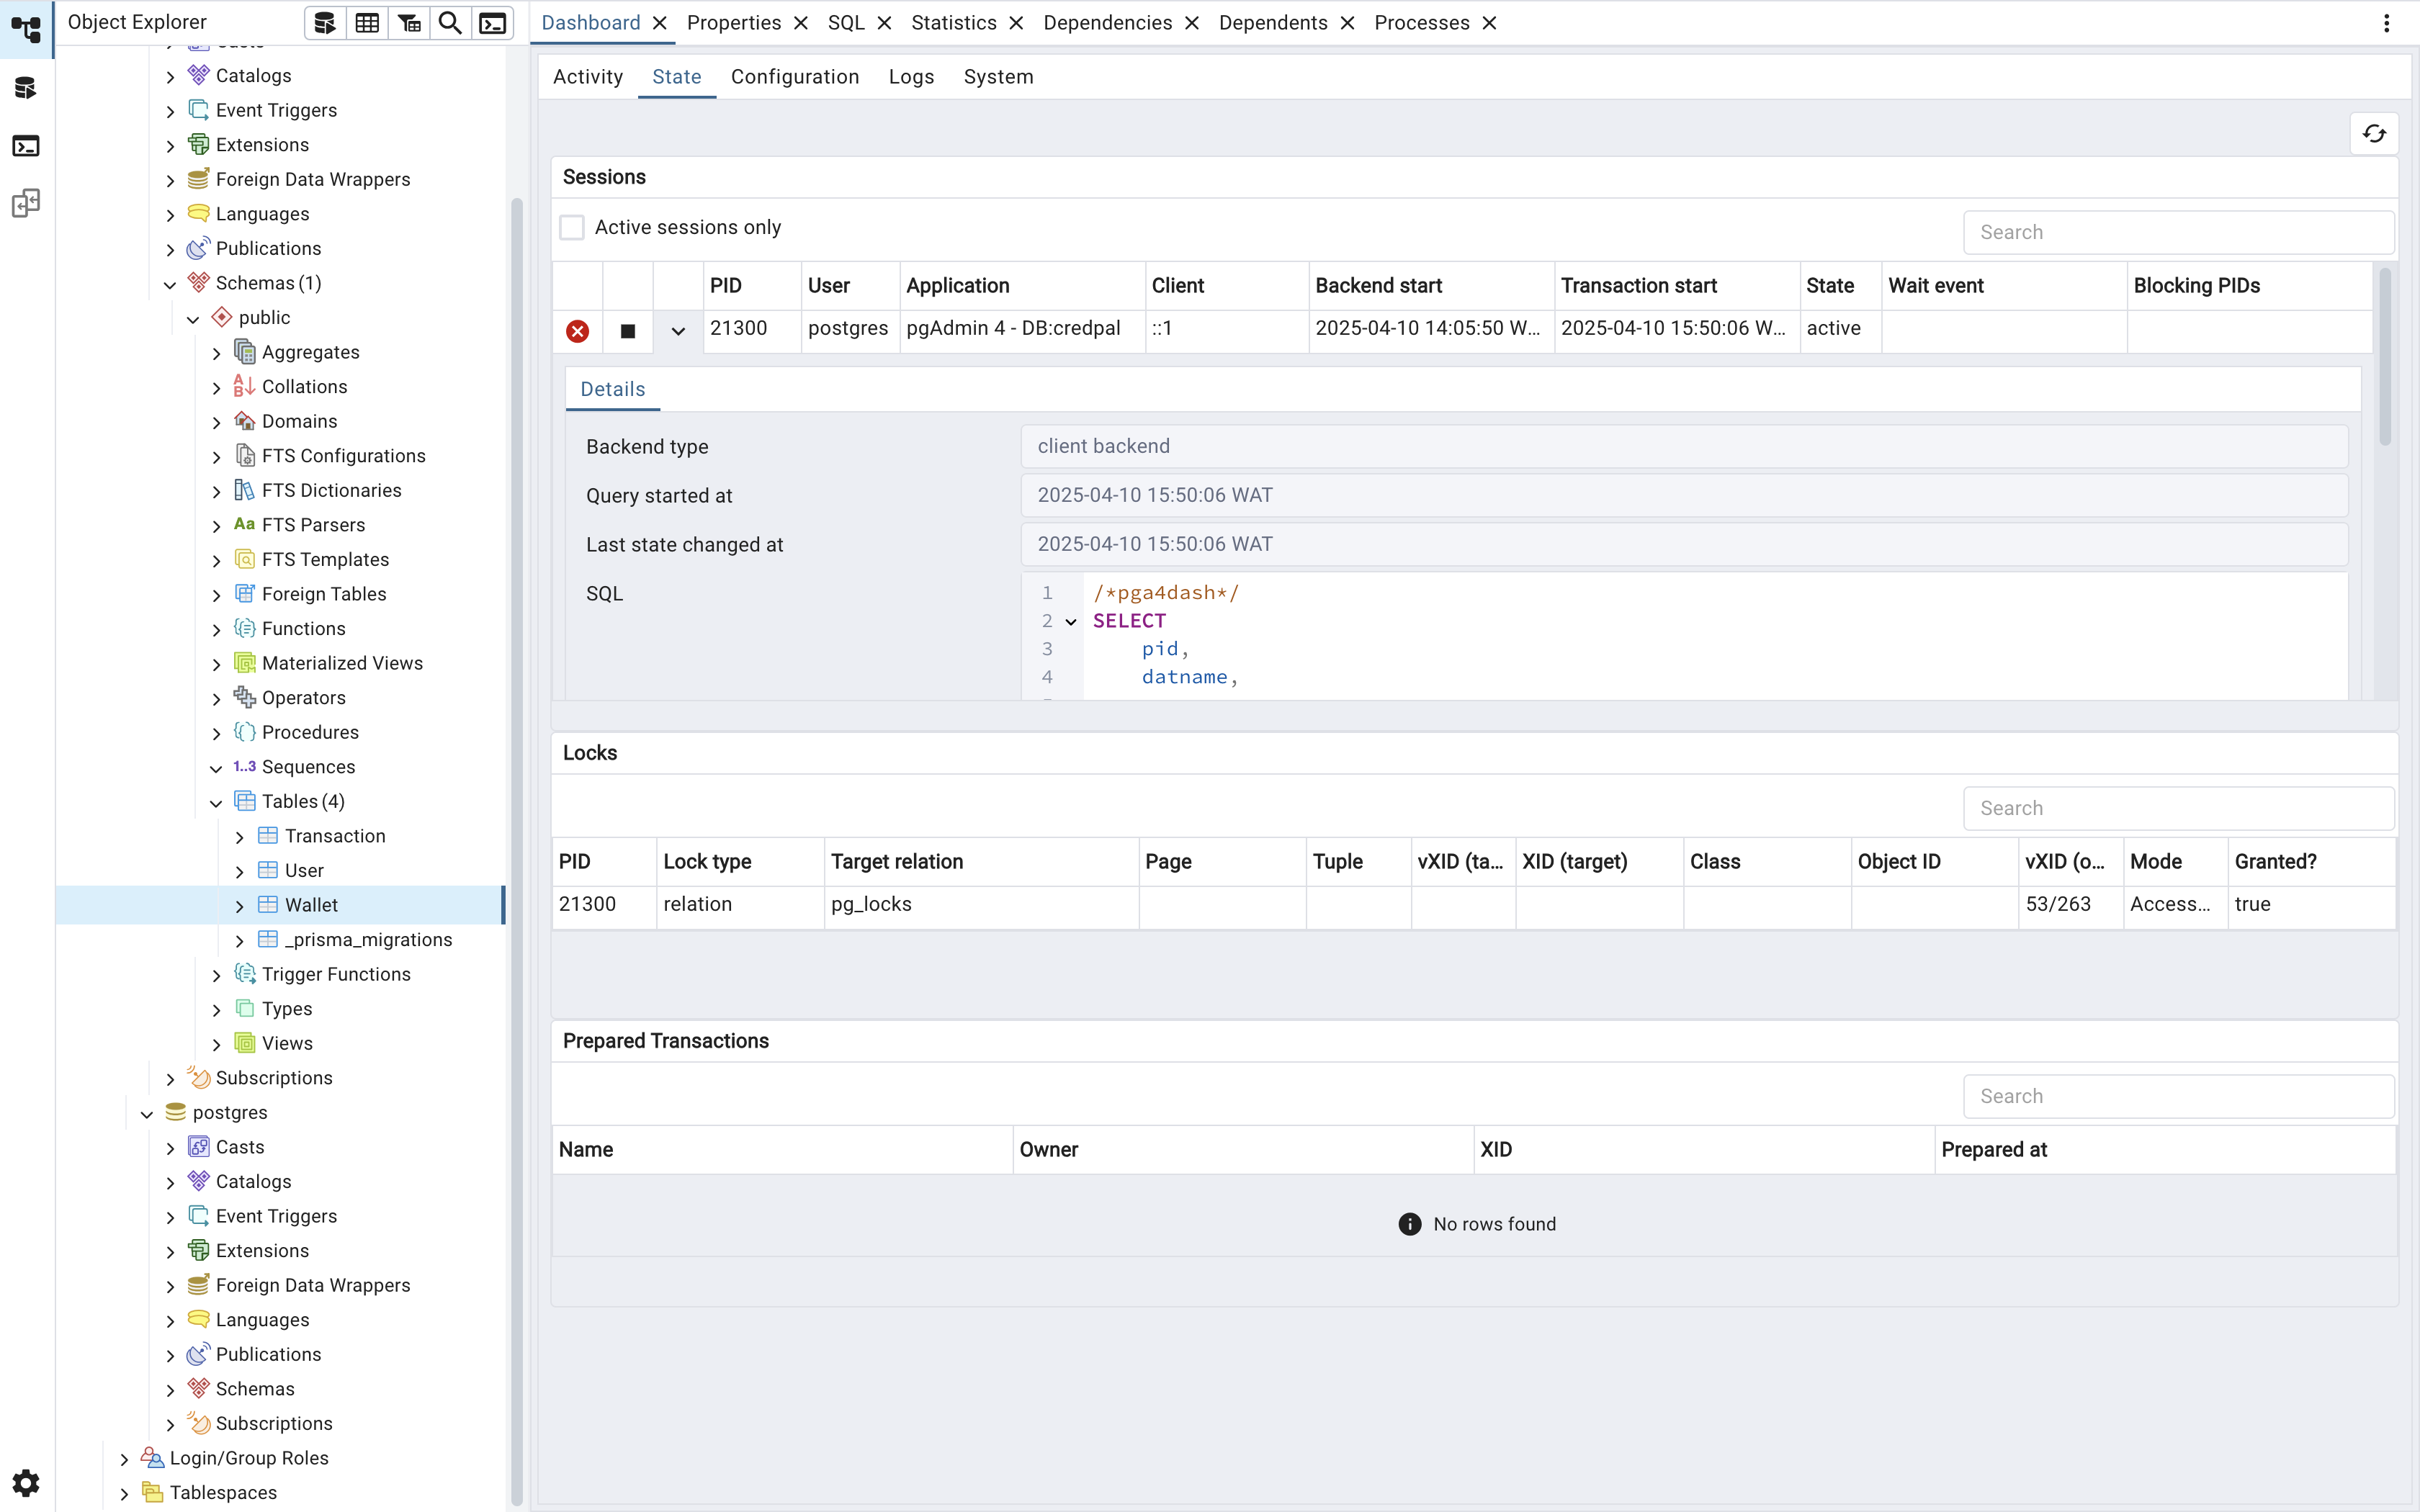 Object Explorer
Casts
Catalogs
Event Triggers
Extensions
Foreign Data Wrappers
Languages
Publications
Schemas (1)
public
Aggregates
Collations
Domains
FTS Configurations
FTS Dictionaries
Aa FTS Parsers
FTS Templates
Foreign Tables
Functions
Materialized Views
Operators
Procedures
1..3 Sequences
Tables (4)
Transaction
User
Wallet
_prisma_migrations
Trigger Functions
Types
Views
Subscriptions
postgres
Casts
Catalogs
Event Triggers
Extensions
Foreign Data Wrappers
Languages
Publications
Schemas
Subscriptions
Login/Group Roles
Tablespaces
Dashboard Properties SQL Statistics Dependencies Dependents Processes
Activity State Configuration Logs System
Sessions
Active sessions only
Search
PID User Application Client Backend start Transaction start State Wait event Blocking PIDs
21300 postgres pgAdmin 4 - DB:credpal ::1 2025-04-10 14:05:50 W... 2025-04-10 15:50:06 W... active
Details
Backend type client backend
Query started at 2025-04-10 15:50:06 WAT
Last state changed at 2025-04-10 15:50:06 WAT
SQL
1 /*pga4dash*/
2 SELECT
3 pid,
4 datname,
Locks
Search
PID Lock type Target relation Page Tuple vXID (ta... XID (target) Class Object ID vXID (o... Mode Granted?
21300 relation pg_locks 53/263 Access... true
Prepared Transactions
Search
Name Owner XID Prepared at
No rows found